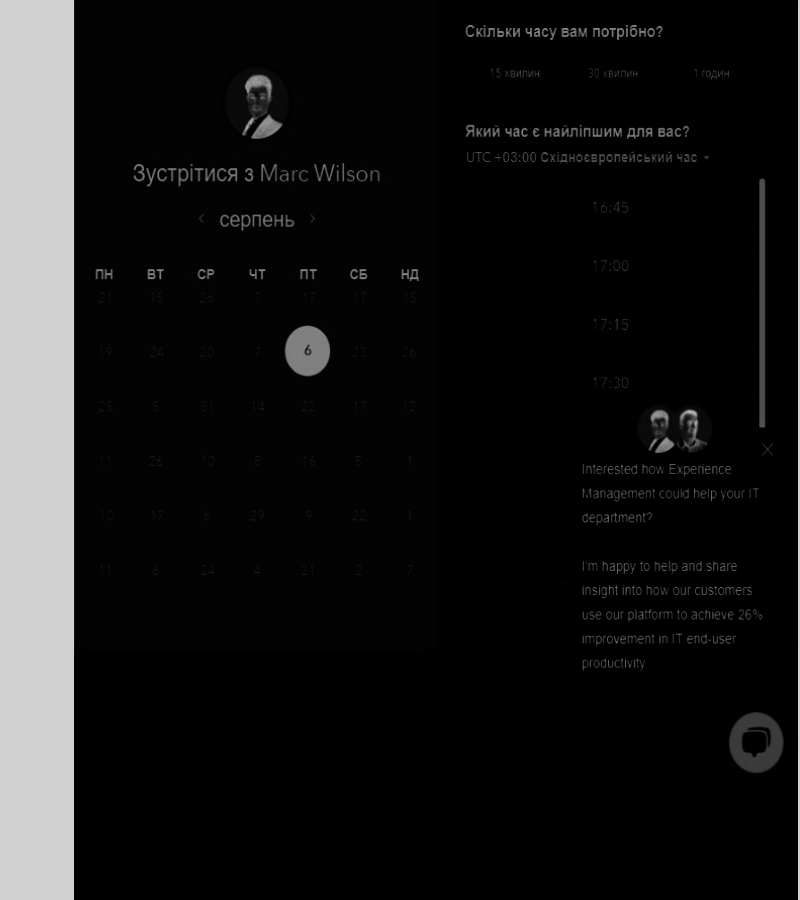 Зустрітися з Marc Wilson
серпень
ПН ВТ СР ЧТ ПТ СБ НД
21 15 26 7 17 17 15
19 24 20 7 6 23 26
25 5 31 14 22 17 12
11 26 10 8 16 5 1
10 17 6 29 9 22 1
11 6 24 4 21 2 7
Скільки часу вам потрібно?
15 хвилин 30 хвилин 1 годин
Який час є найліпшим для вас?
UTC +03:00 Східноєвропейський час
16:45
17:00
17:15
17:30
Interested how Experience
Management could help your IT
department?
I'm happy to help and share
insight into how our customers
use our platform to achieve 26%
improvement in IT end-user
productivity